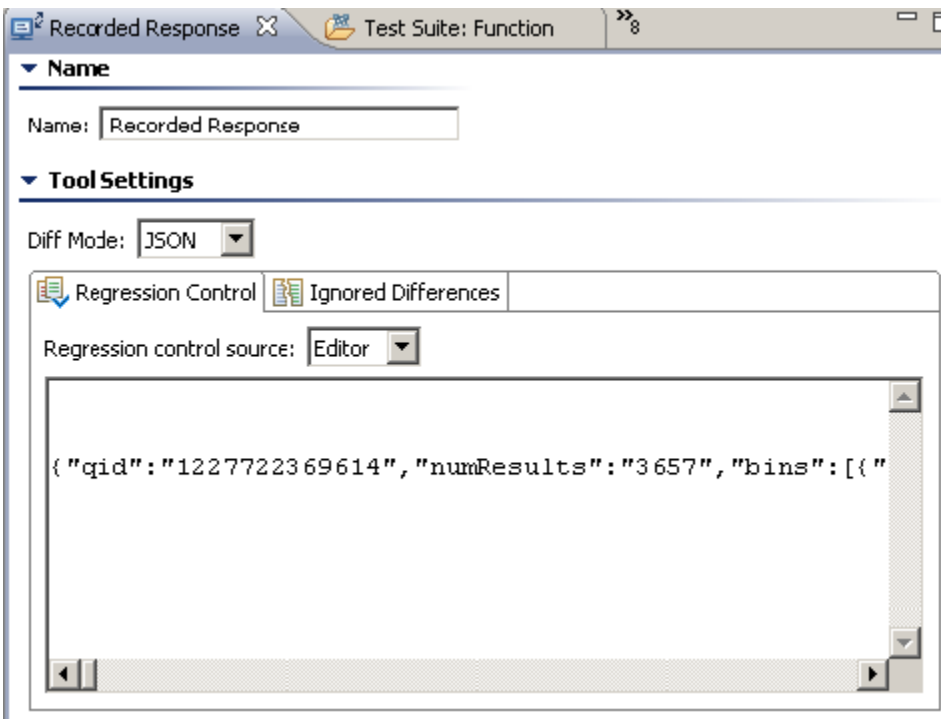 Recorded Response Test Suite: Function »8
Name
Name: Recorded Response
Tool Settings
Diff Mode: JSON
Regression Control Ignored Differences
Regression control source: Editor
{"qid":"1227722369614","numResults":"3657","bins":[{"